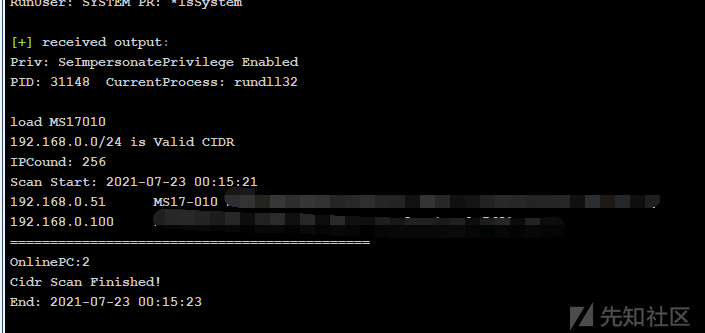 RunUser: SYSTEM PR: *IsSystem
[+] received output:
Priv: SeImpersonatePrivilege Enabled
PID: 31148 CurrentProcess: rundll32
load MS17010
192.168.0.0/24 is Valid CIDR
IPCound: 256
Scan Start: 2021-07-23 00:15:21
192.168.0.51 MS17-010
192.168.0.100
=============================================
OnlinePC:2
Cidr Scan Finished!
End: 2021-07-23 00:15:23
先知社区